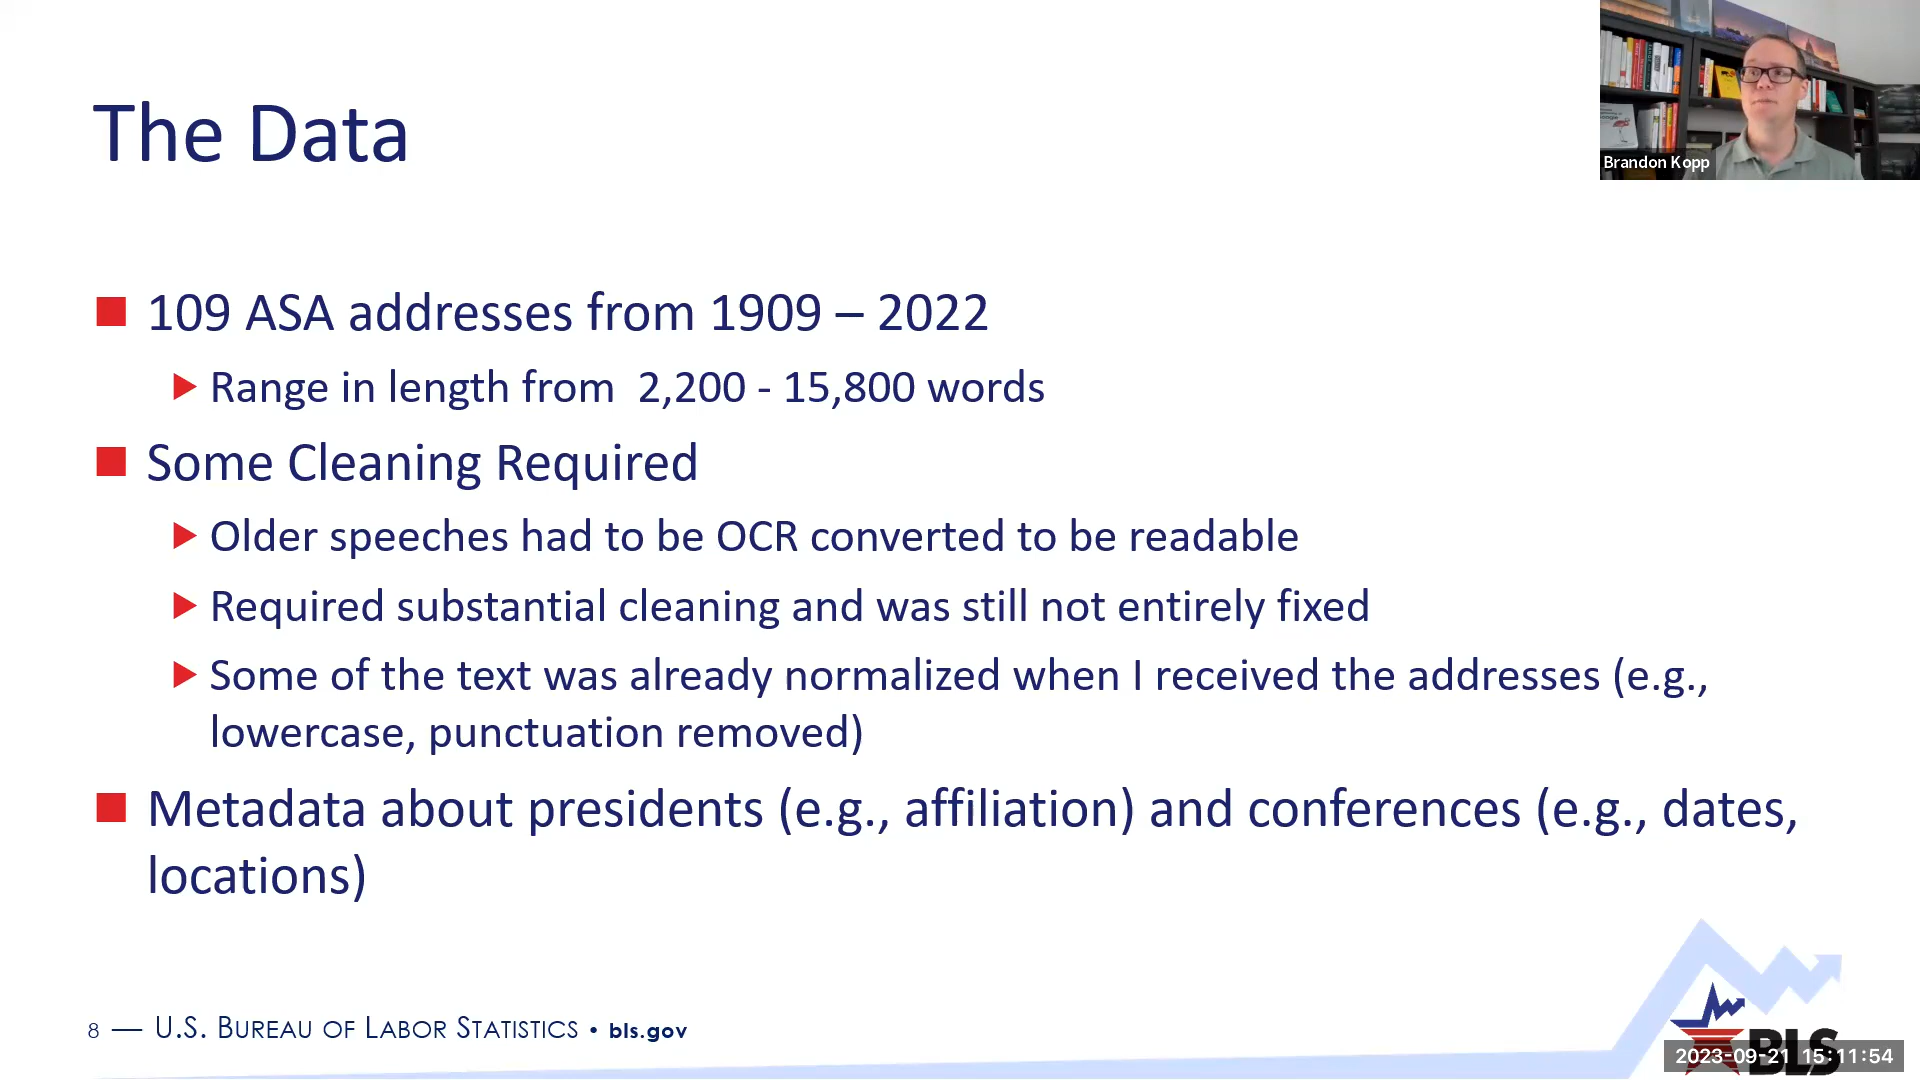 The Data
Brandon Kopp
109 ASA addresses from 1909 – 2022
Range in length from 2,200 - 15,800 words
Some Cleaning Required
Older speeches had to be OCR converted to be readable
Required substantial cleaning and was still not entirely fixed
Some of the text was already normalized when I received the addresses (e.g.,
lowercase, punctuation removed)
Metadata about presidents (e.g., affiliation) and conferences (e.g., dates,
locations)
8 — U.S. BUREAU OF LABOR STATISTICS • bls.gov
BLS
2023-09-21 15:11:54